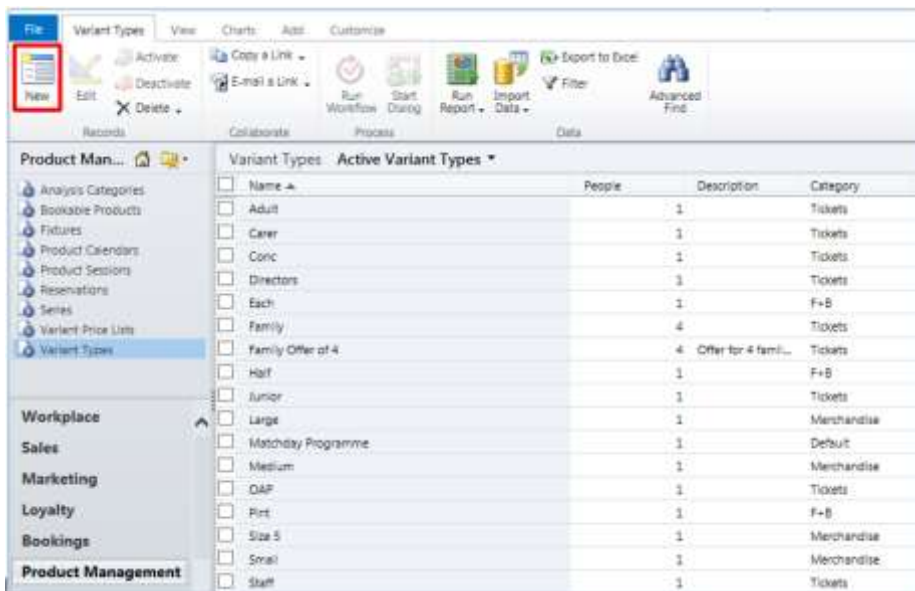 File Variant Types View Charts Add Customize
New
Edit
Activate
Deactivate
Delete
Copy a Link
E-mail a Link
Run Workflow
Start Dialog
Run Report
Import Data
Export to Excel
Filter
Advanced Find
Records Collaborate Process Data
Product Man...
Analysis Categories
Bookable Products
Fixtures
Product Calendars
Product Sessions
Reservations
Series
Variant Price Lists
Variant Types
Workplace
Sales
Marketing
Loyalty
Bookings
Product Management
Variant Types Active Variant Types
Name People Description Category
Adult 1 Tickets
Carer 1 Tickets
Conc 1 Tickets
Directors 1 Tickets
Each 1 F+B
Family 4 Tickets
Family Offer of 4 4 Offer for 4 famil... Tickets
Half 1 F+B
Junior 1 Tickets
Large 1 Merchandise
Matchday Programme 1 Default
Medium 1 Merchandise
OAP 1 Tickets
Pint 1 F+B
Size 5 1 Merchandise
Small 1 Merchandise
Staff 1 Tickets